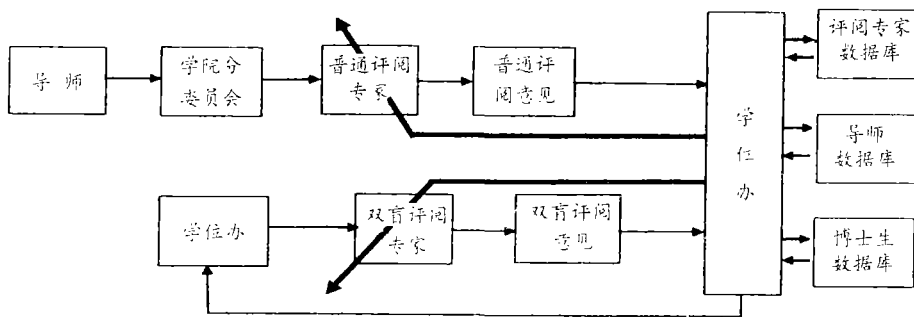 导师
学院分
委员会
普通评阅
专家
普通评
阅意见
学
位
办
评阅专家
数据库
导师
数据库
博士生
数据库
学位办
双盲评阅
专家
双盲评阅
意见